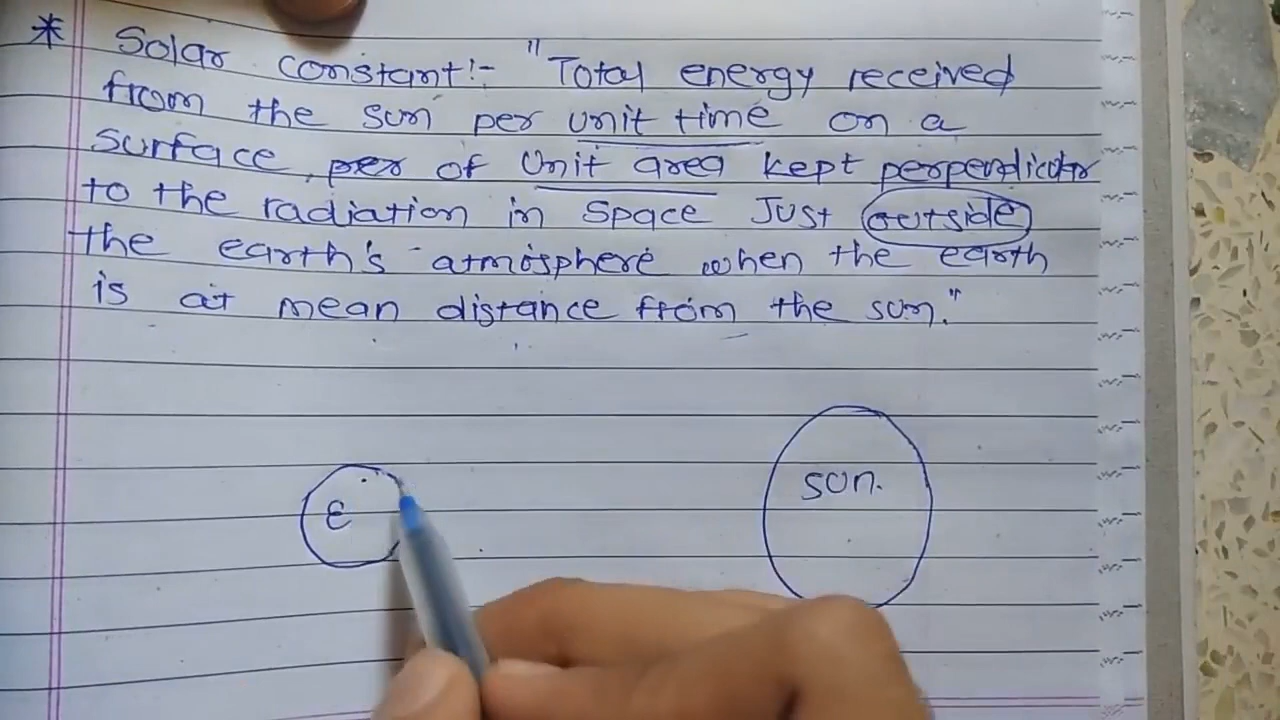 * Solar constant:- "Total energy received
from the sun per unit time on a
surface, per of unit area kept perpendicular
to the radiation in space Just outside
the earth's atmosphere when the earth
is at mean distance from the sun."
sun.
E